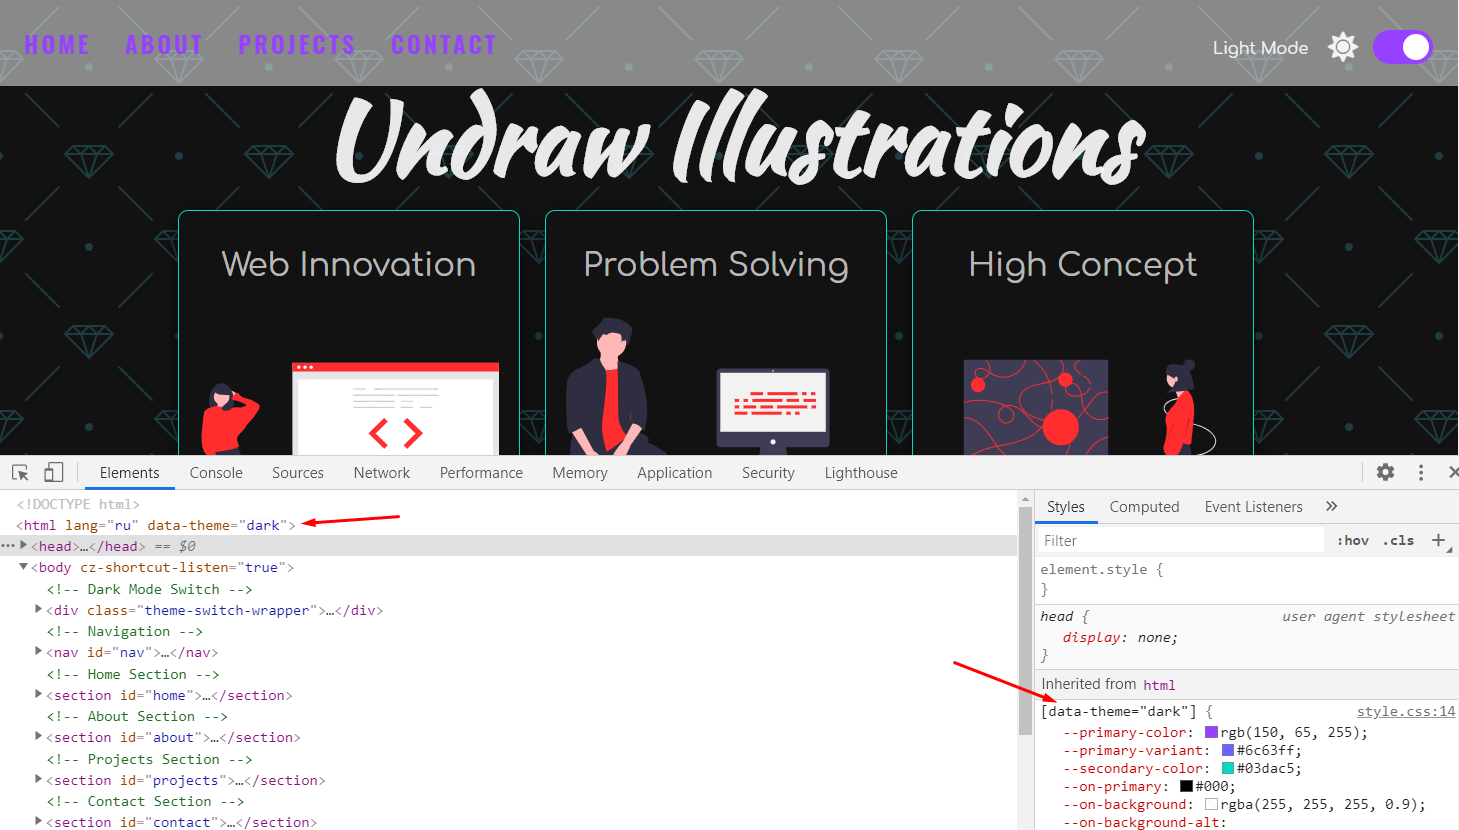 HOME ABOUT PROJECTS CONTACT
Light Mode
Undraw Illustrations
Web Innovation
Problem Solving
High Concept
Elements Console Sources Network Performance Memory Application Security Lighthouse
<!DOCTYPE html>
<html lang="ru" data-theme="dark">
<head>…</head> == $0
<body cz-shortcut-listen="true">
<!-- Dark Mode Switch -->
<div class="theme-switch-wrapper">…</div>
<!-- Navigation -->
<nav id="nav">…</nav>
<!-- Home Section -->
<section id="home">…</section>
<!-- About Section -->
<section id="about">…</section>
<!-- Projects Section -->
<section id="projects">…</section>
<!-- Contact Section -->
<section id="contact">…</section>
Styles Computed Event Listeners »
Filter :hov .cls +
element.style {
}
head { user agent stylesheet
display: none;
}
Inherited from html
[data-theme="dark"] { style.css:14
--primary-color: rgb(150, 65, 255);
--primary-variant: #6c63ff;
--secondary-color: #03dac5;
--on-primary: #000;
--on-background: rgba(255, 255, 255, 0.9);
--on-background-alt: